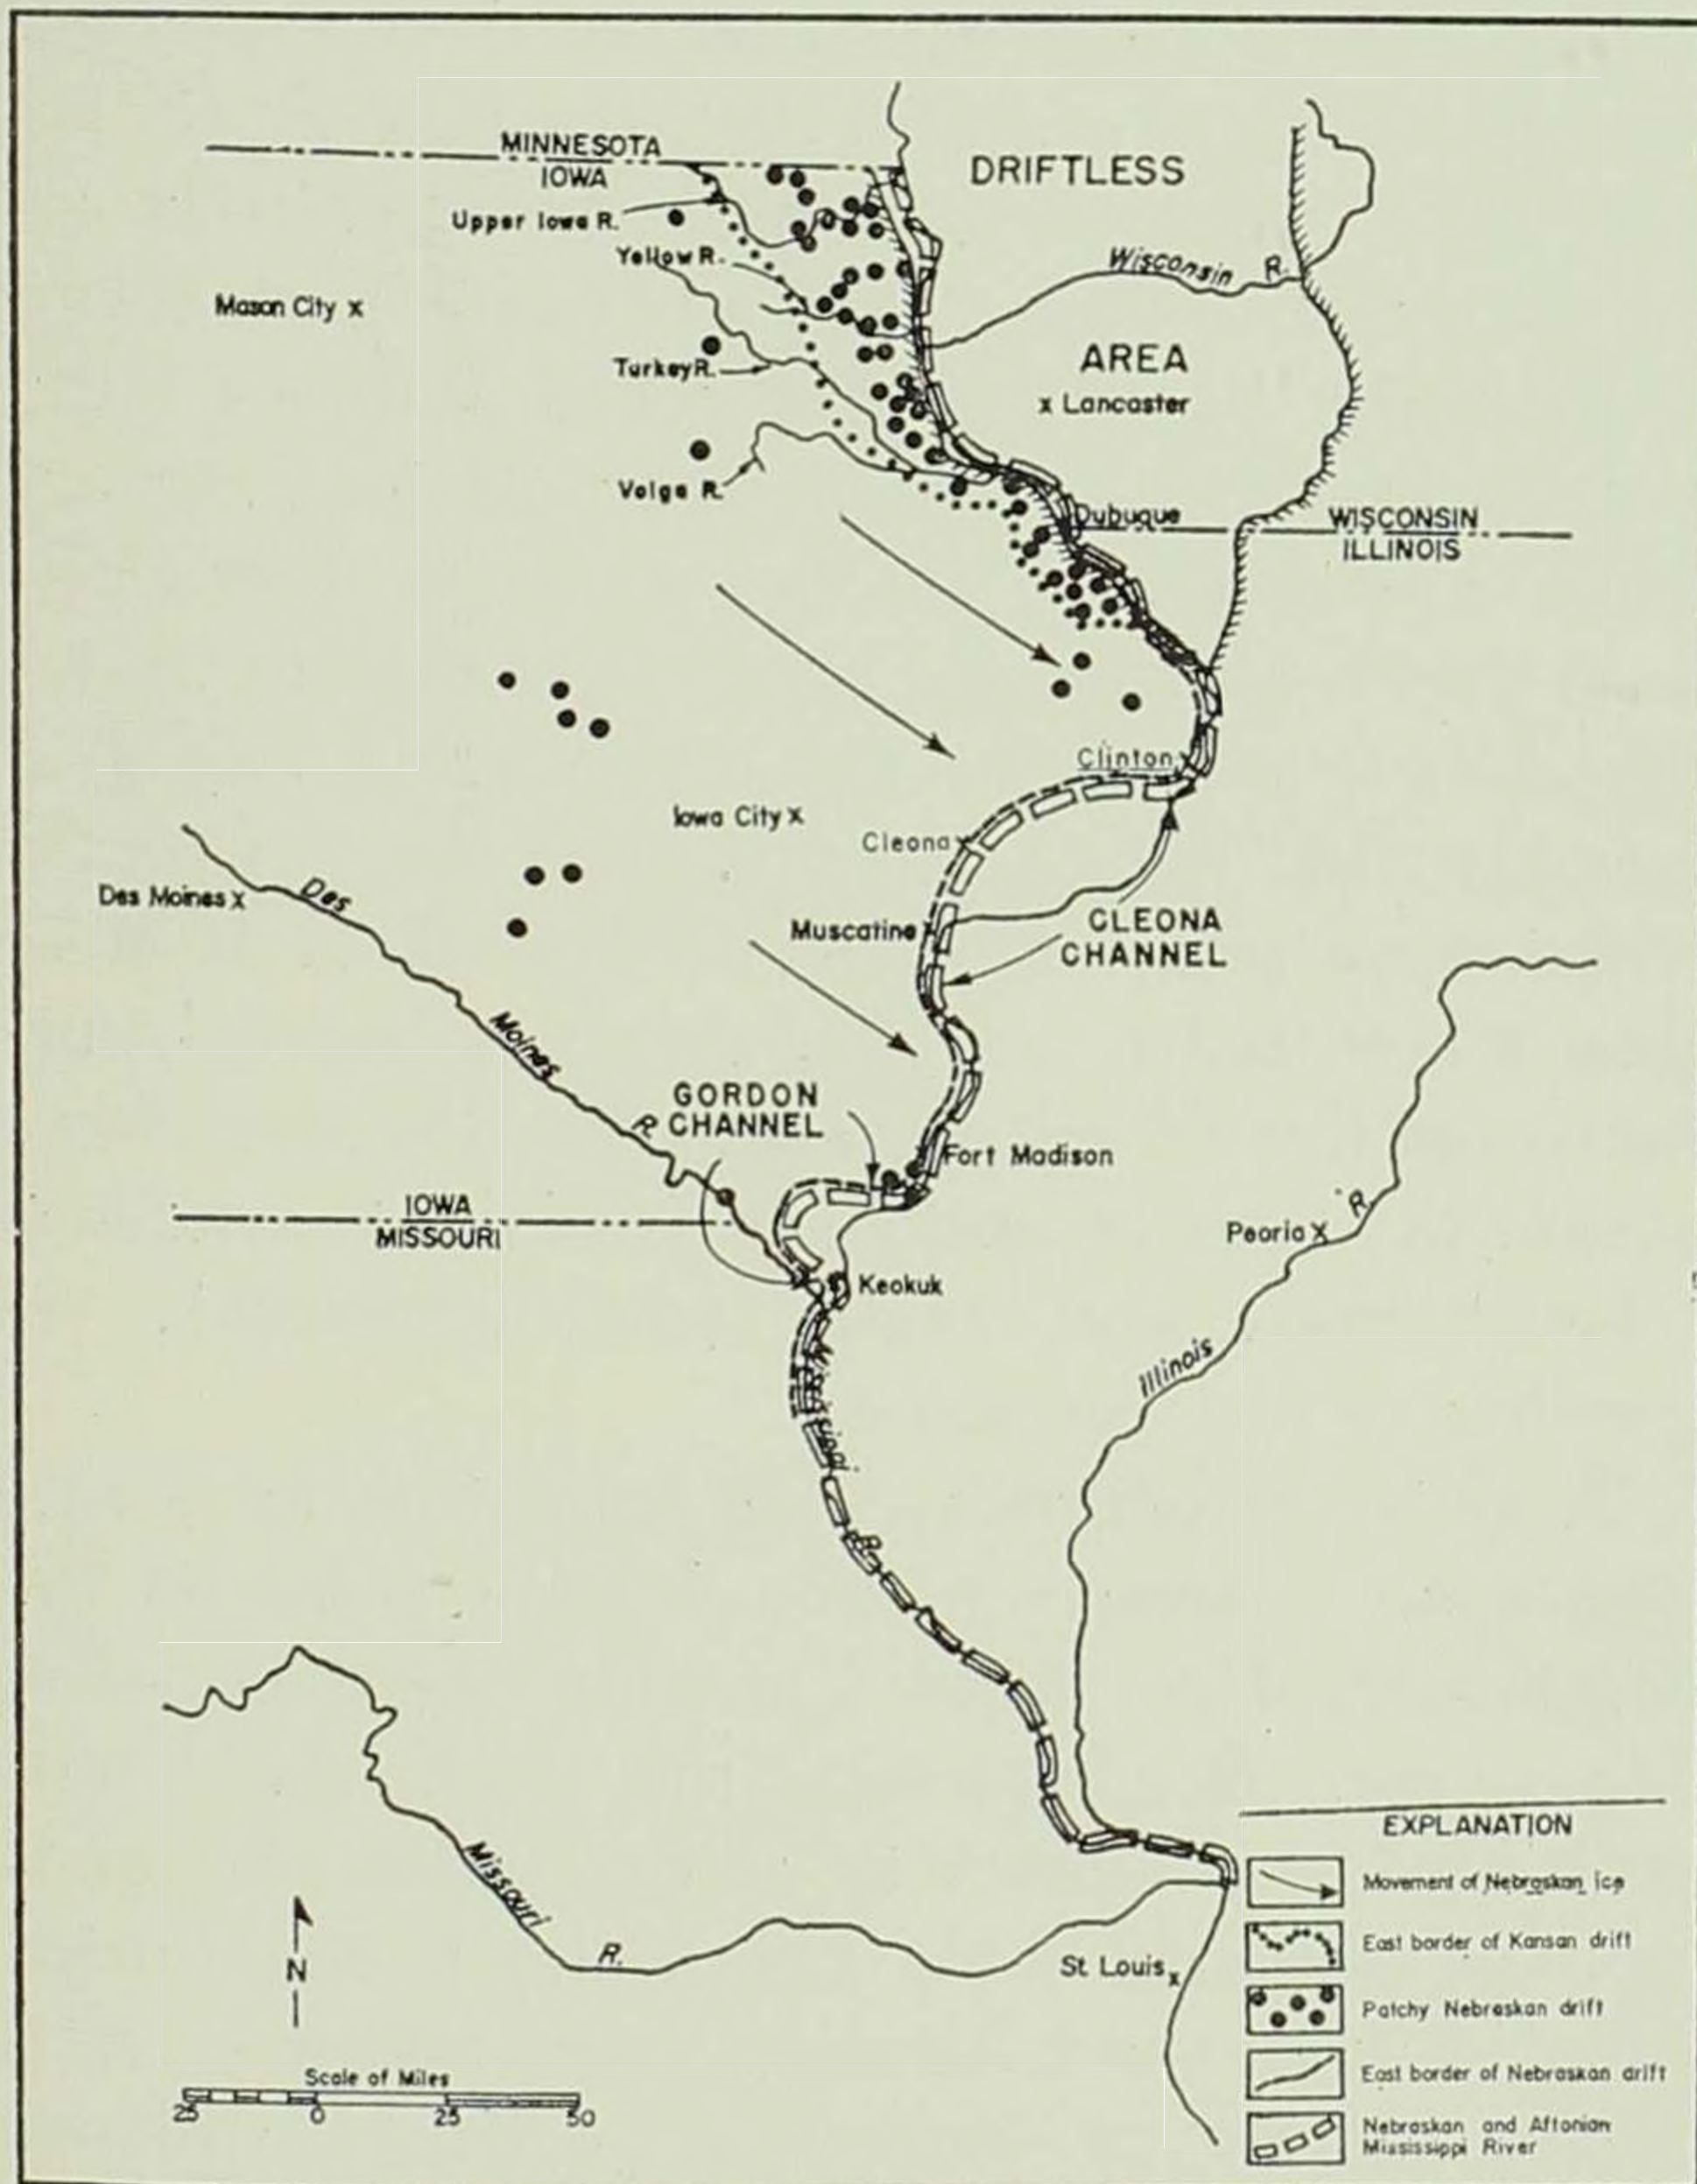 MINNESOTA
IOWA
DRIFTLESS
Upper Iowa R.
Yellow R.
Wisconsin R.
Mason City x
AREA
Turkey R.
x Lancaster
Volga R.
Dubuque
WISCONSIN
ILLINOIS
Clinton
Iowa City x
Cleona
Des Moines x
Des Moines R.
Muscatine
CLEONA
CHANNEL
GORDON
CHANNEL
Fort Madison
IOWA
MISSOURI
Peoria x
R.
Keokuk
Illinois
Mississippi
R.
Missouri R.
St. Louis x
N
Scale of Miles
25 0 25 50
EXPLANATION
Movement of Nebraskan ice
East border of Kansan drift
Patchy Nebraskan drift
East border of Nebraskan drift
Nebraskan and Aftonian
Mississippi River